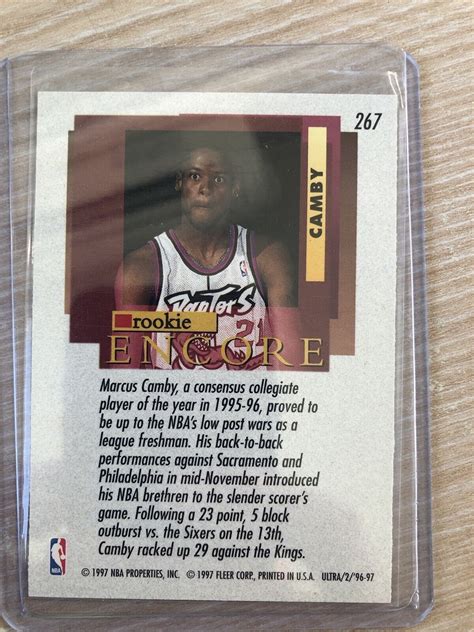 267
CAMBY
RAPTORS
rookie
ENCORE
Marcus Camby, a consensus collegiate
player of the year in 1995-96, proved to
be up to the NBA's low post wars as a
league freshman. His back-to-back
performances against Sacramento and
Philadelphia in mid-November introduced
his NBA brethren to the slender scorer's
game. Following a 23 point, 5 block
outburst vs. the Sixers on the 13th,
Camby racked up 29 against the Kings.
NBA
© 1997 NBA PROPERTIES, INC. © 1997 FLEER CORP., PRINTED IN U.S.A. ULTRA/2/'96-97